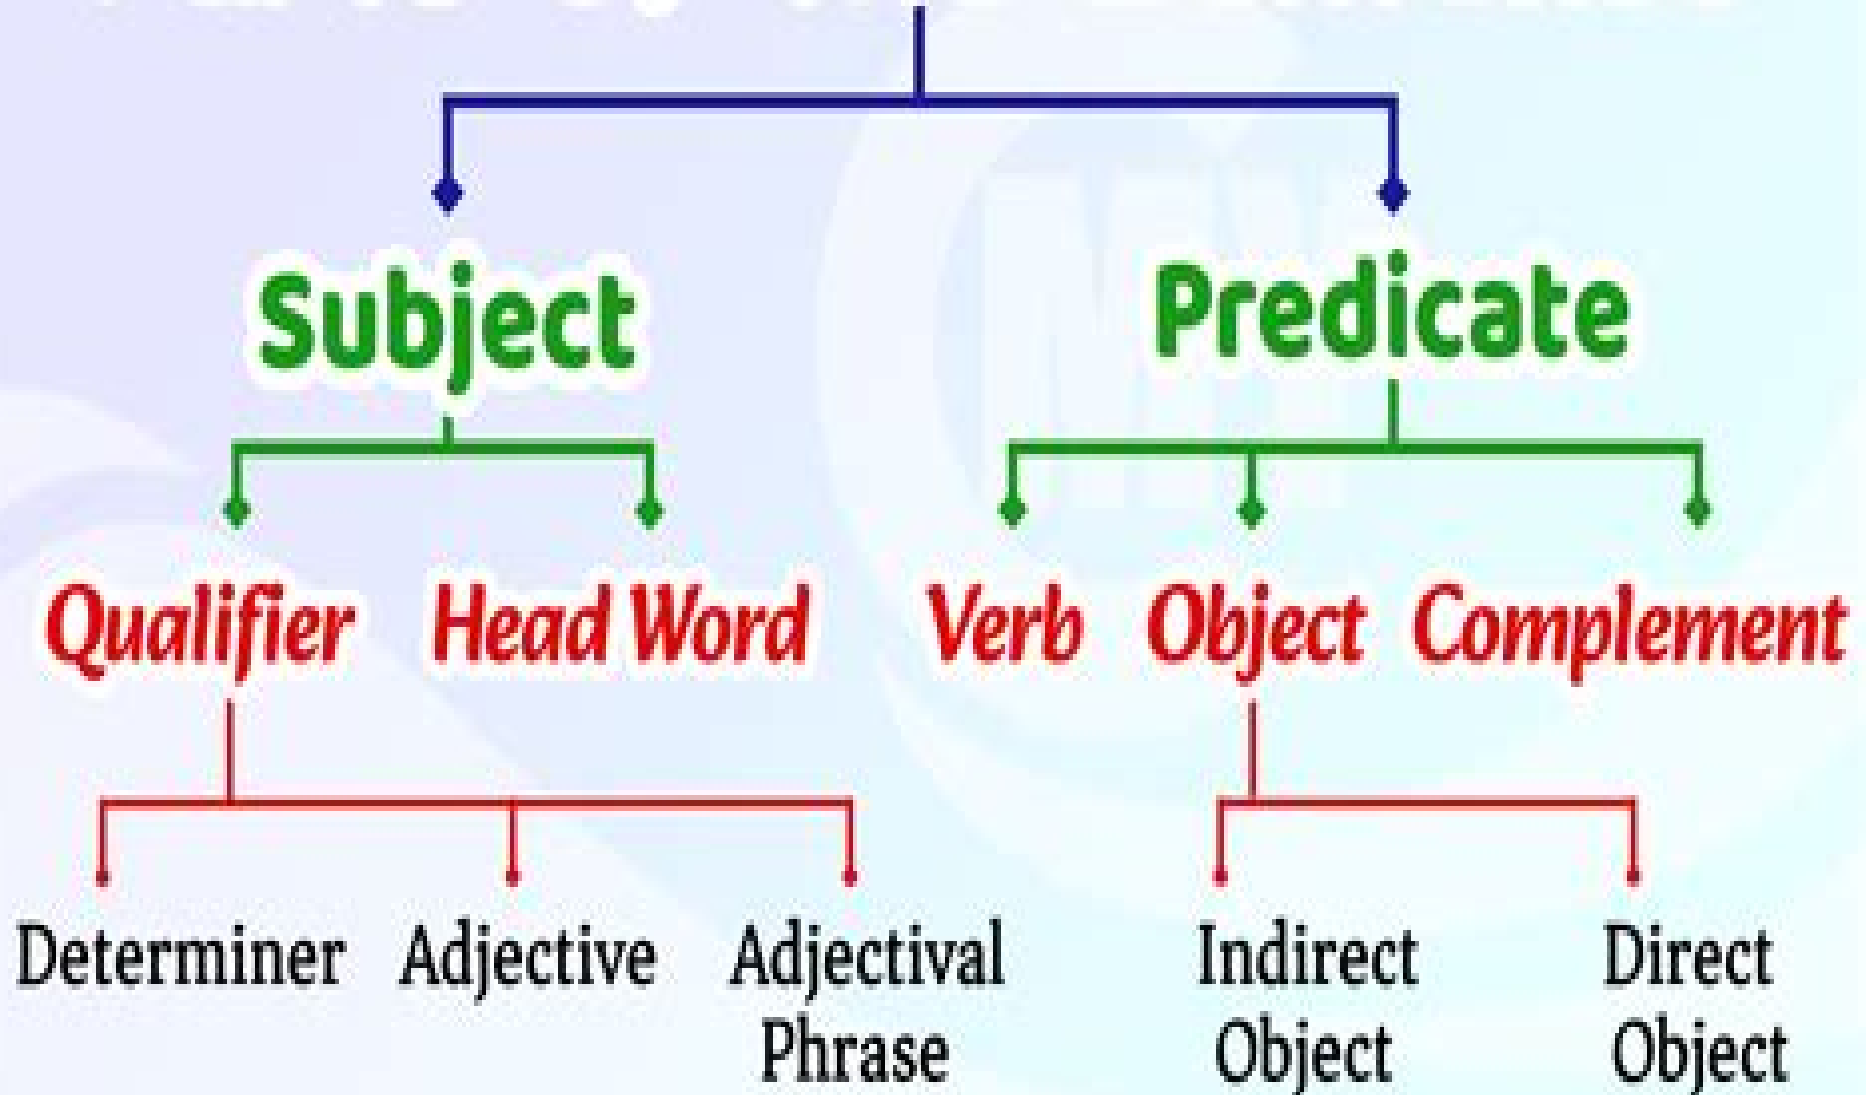 Subject Predicate
Qualifier Head Word Verb Object Complement
Determiner Adjective Adjectival Phrase Indirect Object Direct Object